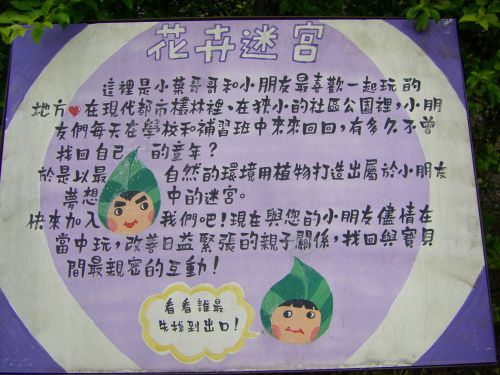 花卉迷宮
這裡是小菜哥哥和小朋友最喜歡一起玩的
地方❤在現代都市欉林裡、在狹小的社區公園裡,小朋
友們每天在學校和補習班中來來回回,有多久不曾
找回自己的童年?
於是以最自然的環境用植物打造出屬於小朋友
夢想中的迷宮。
快來加入我們吧!現在與您的小朋友儘情在
當中玩,改善日益緊張的親子關係,找回與寶貝
間最親密的互動!
看看誰最
先找到出口!